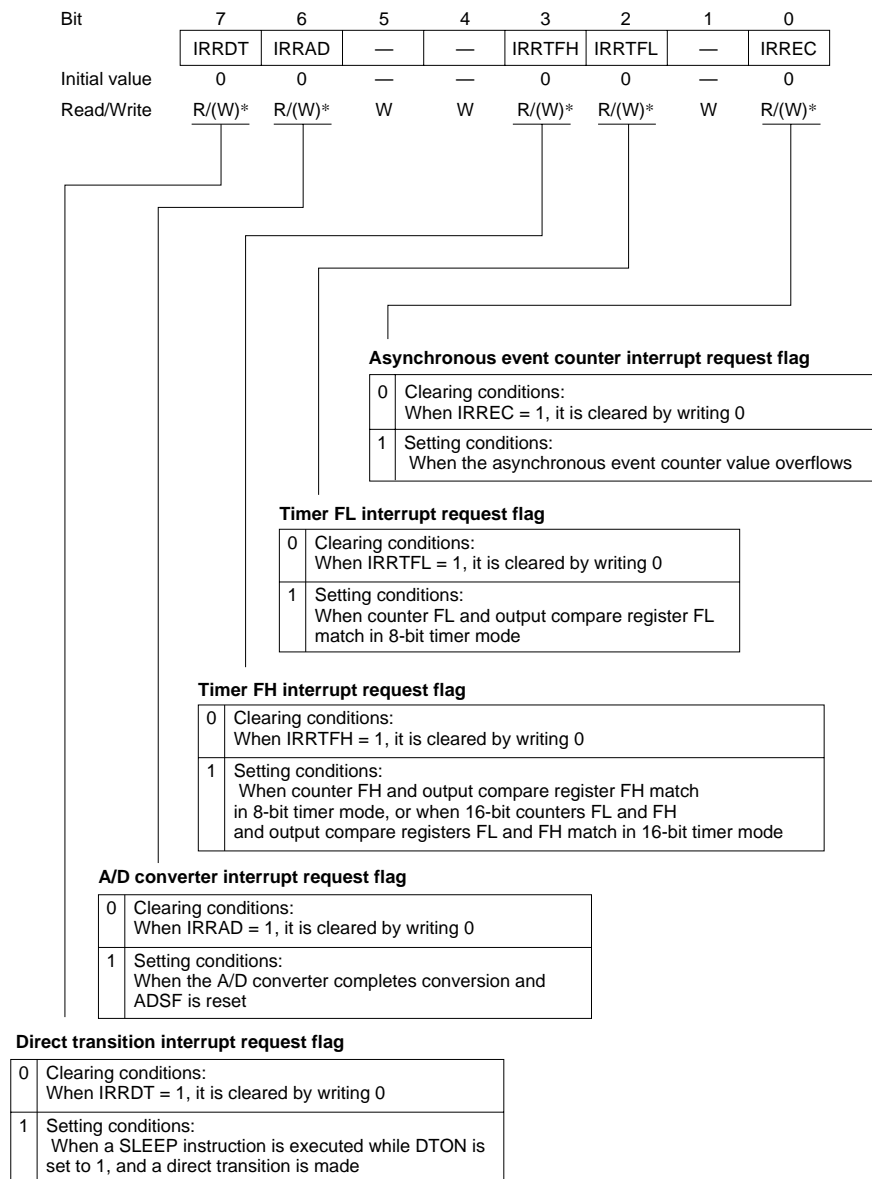 Bit 7 6 5 4 3 2 1 0
IRRDT IRRAD — — IRRTFH IRRTFL — IRREC
Initial value 0 0 — — 0 0 — 0
Read/Write R/(W)* R/(W)* W W R/(W)* R/(W)* W R/(W)*
Asynchronous event counter interrupt request flag
0 Clearing conditions:
When IRREC = 1, it is cleared by writing 0
1 Setting conditions:
When the asynchronous event counter value overflows
Timer FL interrupt request flag
0 Clearing conditions:
When IRRTFL = 1, it is cleared by writing 0
1 Setting conditions:
When counter FL and output compare register FL
match in 8-bit timer mode
Timer FH interrupt request flag
0 Clearing conditions:
When IRRTFH = 1, it is cleared by writing 0
1 Setting conditions:
When counter FH and output compare register FH match
in 8-bit timer mode, or when 16-bit counters FL and FH
and output compare registers FL and FH match in 16-bit timer mode
A/D converter interrupt request flag
0 Clearing conditions:
When IRRAD = 1, it is cleared by writing 0
1 Setting conditions:
When the A/D converter completes conversion and
ADSF is reset
Direct transition interrupt request flag
0 Clearing conditions:
When IRRDT = 1, it is cleared by writing 0
1 Setting conditions:
When a SLEEP instruction is executed while DTON is
set to 1, and a direct transition is made